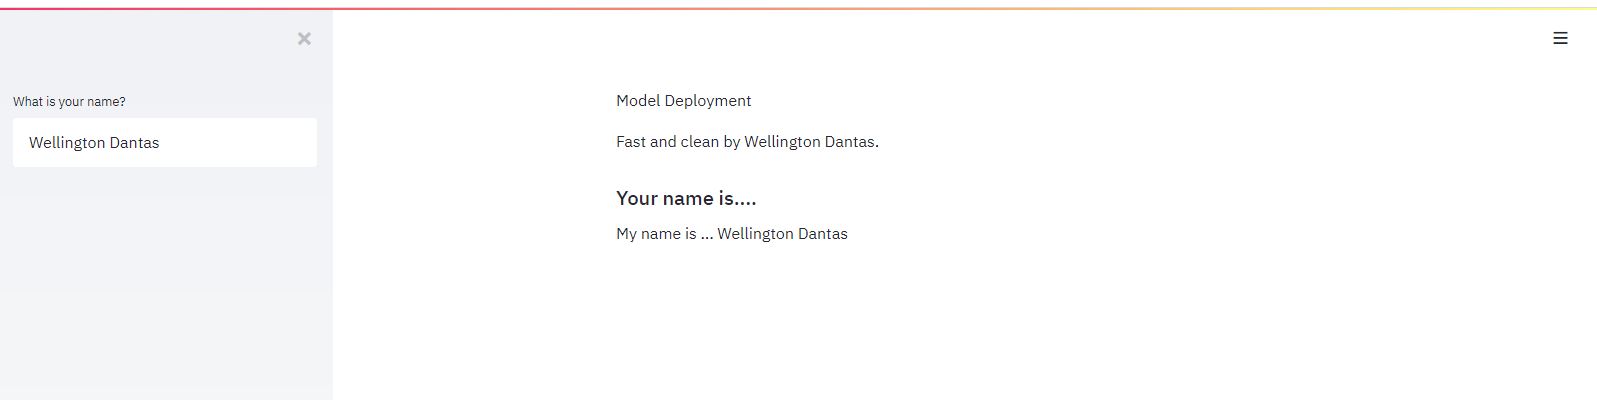 What is your name?
Wellington Dantas
Model Deployment
Fast and clean by Wellington Dantas.
Your name is....
My name is ... Wellington Dantas